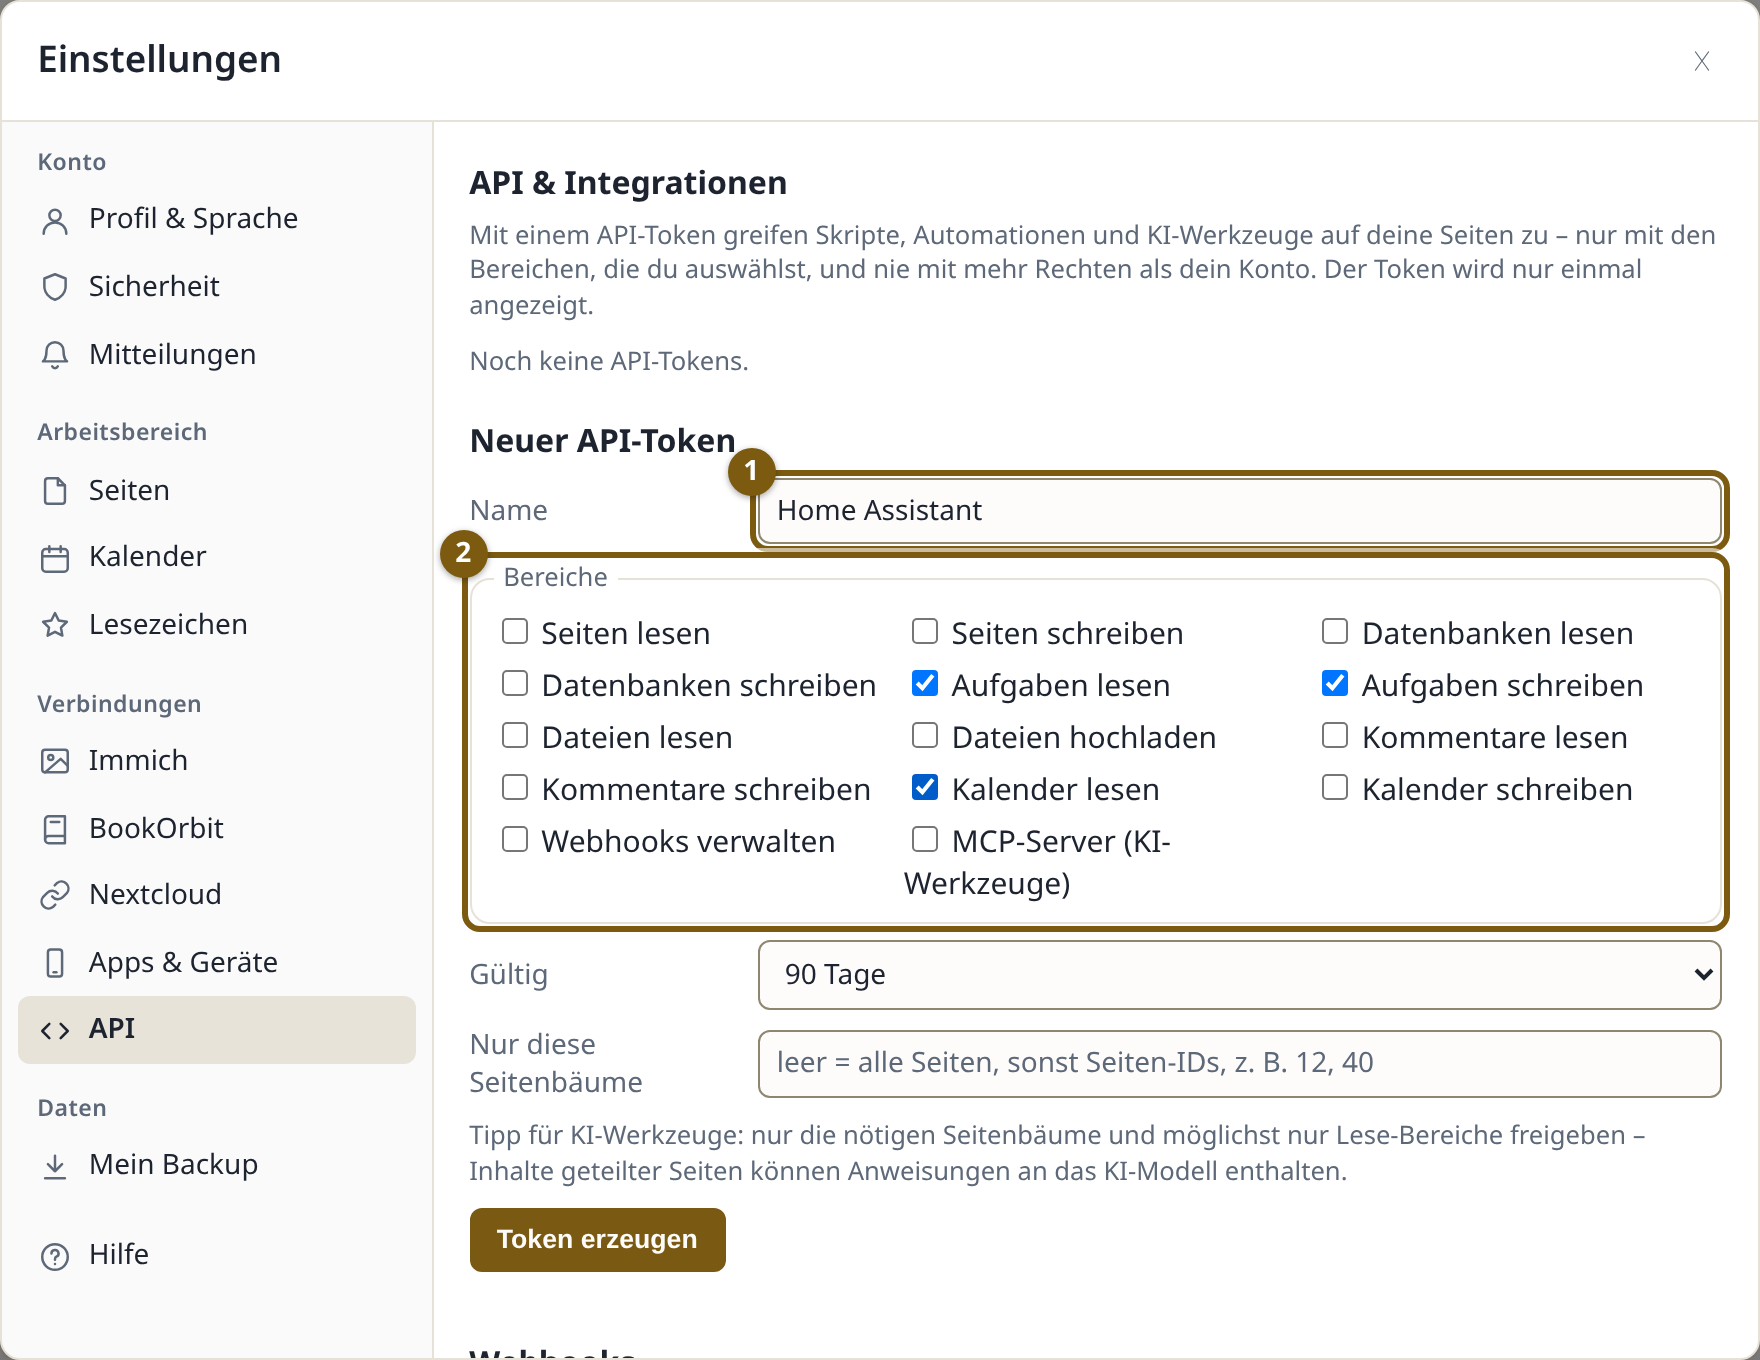 Einstellungen
X
Konto
Profil & Sprache
Sicherheit
Mitteilungen
Arbeitsbereich
Seiten
Kalender
Lesezeichen
Verbindungen
Immich
BookOrbit
Nextcloud
Apps & Geräte
API
Daten
Mein Backup
Hilfe
API & Integrationen
Mit einem API-Token greifen Skripte, Automationen und KI-Werkzeuge auf deine Seiten zu – nur mit den
Bereichen, die du auswählst, und nie mit mehr Rechten als dein Konto. Der Token wird nur einmal
angezeigt.
Noch keine API-Tokens.
Neuer API-Token
1
Name
Home Assistant
2
Bereiche
Seiten lesen
Seiten schreiben
Datenbanken lesen
Datenbanken schreiben
Aufgaben lesen
Aufgaben schreiben
Dateien lesen
Dateien hochladen
Kommentare lesen
Kommentare schreiben
Kalender lesen
Kalender schreiben
Webhooks verwalten
MCP-Server (KI-
Werkzeuge)
Gültig
90 Tage
Nur diese
Seitenbäume
leer = alle Seiten, sonst Seiten-IDs, z. B. 12, 40
Tipp für KI-Werkzeuge: nur die nötigen Seitenbäume und möglichst nur Lese-Bereiche freigeben –
Inhalte geteilter Seiten können Anweisungen an das KI-Modell enthalten.
Token erzeugen
Webhooks